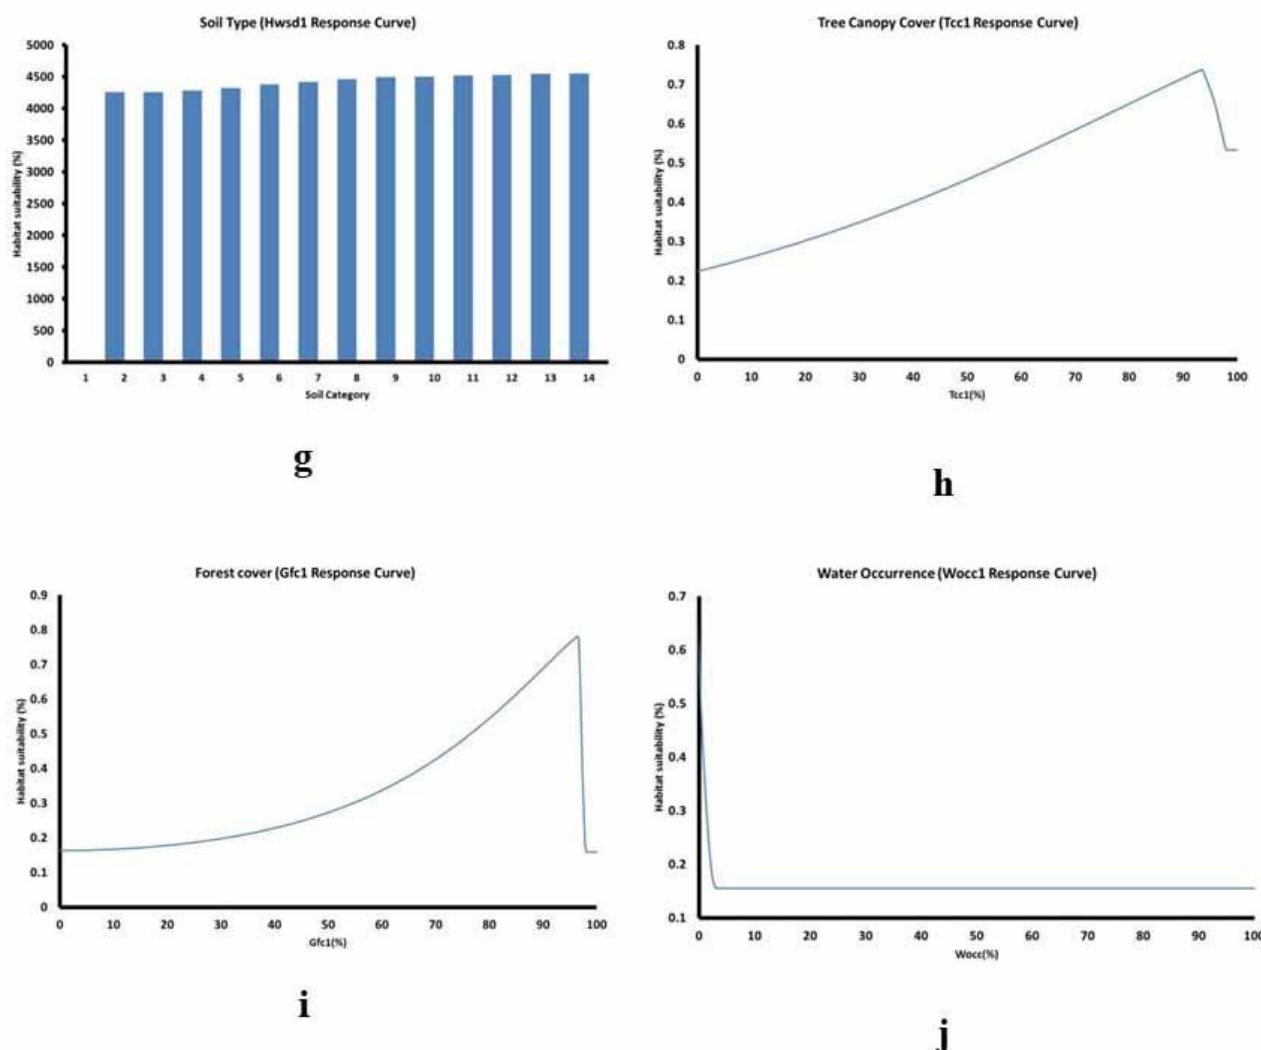 Soil Type (Hwsd1 Response Curve)
Habitat suitability (%)
5000
4500
4000
3500
3000
2500
2000
1500
1000
500
0
1 2 3 4 5 6 7 8 9 10 11 12 13 14
Soil Category
g
Tree Canopy Cover (Tcc1 Response Curve)
Habitat suitability (%)
0.8
0.7
0.6
0.5
0.4
0.3
0.2
0.1
0
0 10 20 30 40 50 60 70 80 90 100
Tcc1(%)
h
Forest cover (Gfc1 Response Curve)
Habitat suitability (%)
0.9
0.8
0.7
0.6
0.5
0.4
0.3
0.2
0.1
0
0 10 20 30 40 50 60 70 80 90 100
Gfc1(%)
i
Water Occurrence (Wocc1 Response Curve)
Habitat suitability (%)
0.7
0.6
0.5
0.4
0.3
0.2
0.1
0 10 20 30 40 50 60 70 80 90 100
Wocc(%)
j